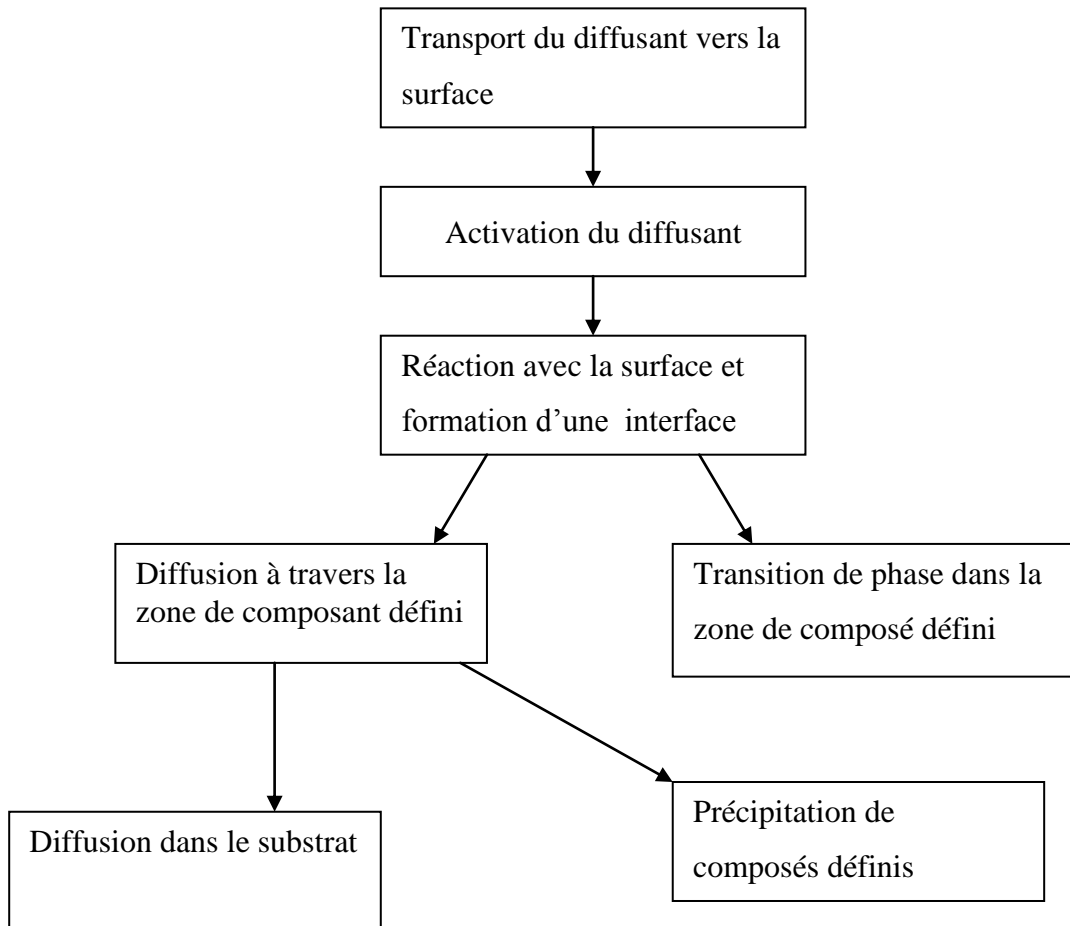 Transport du diffusant vers la
surface
Activation du diffusant
Réaction avec la surface et
formation d’une  interface
Diffusion à travers la
zone de composant défini
Transition de phase dans la
zone de composé défini
Diffusion dans le substrat
Précipitation de
composés définis